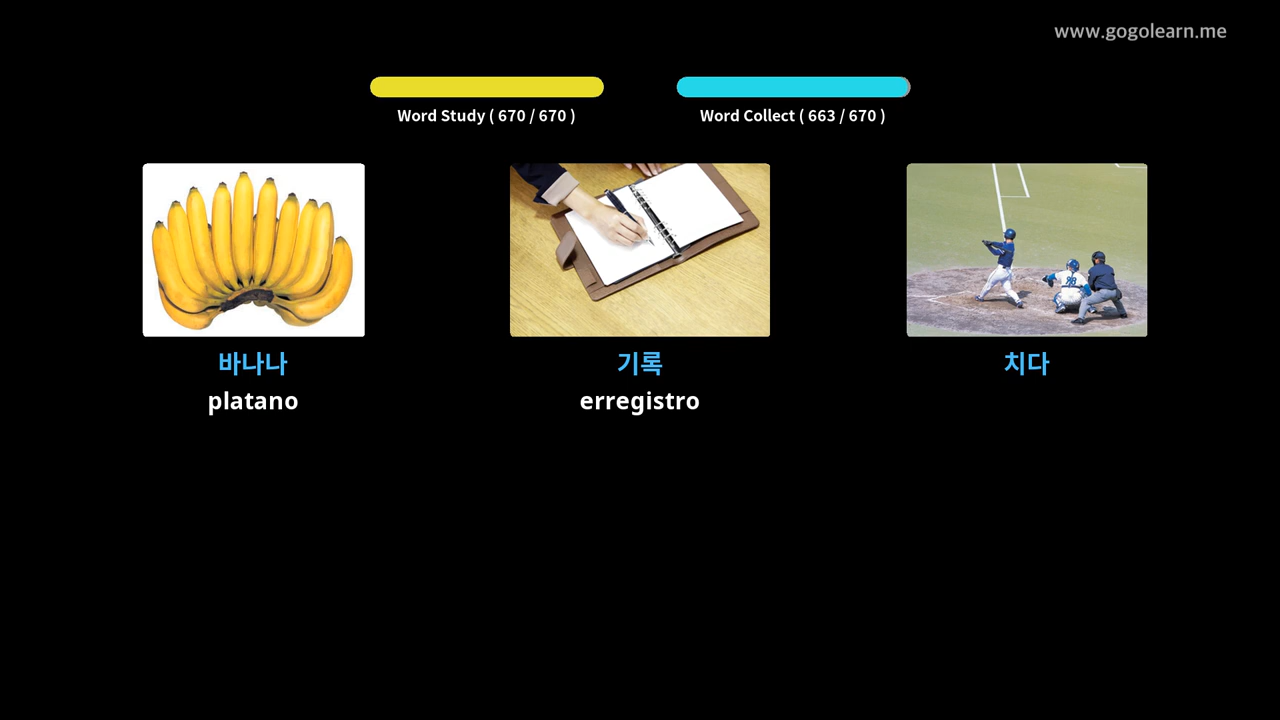 www.gogolearn.me
Word Study ( 670 / 670 )
Word Collect ( 663 / 670 )
바나나
platano
기록
erregistro
치다